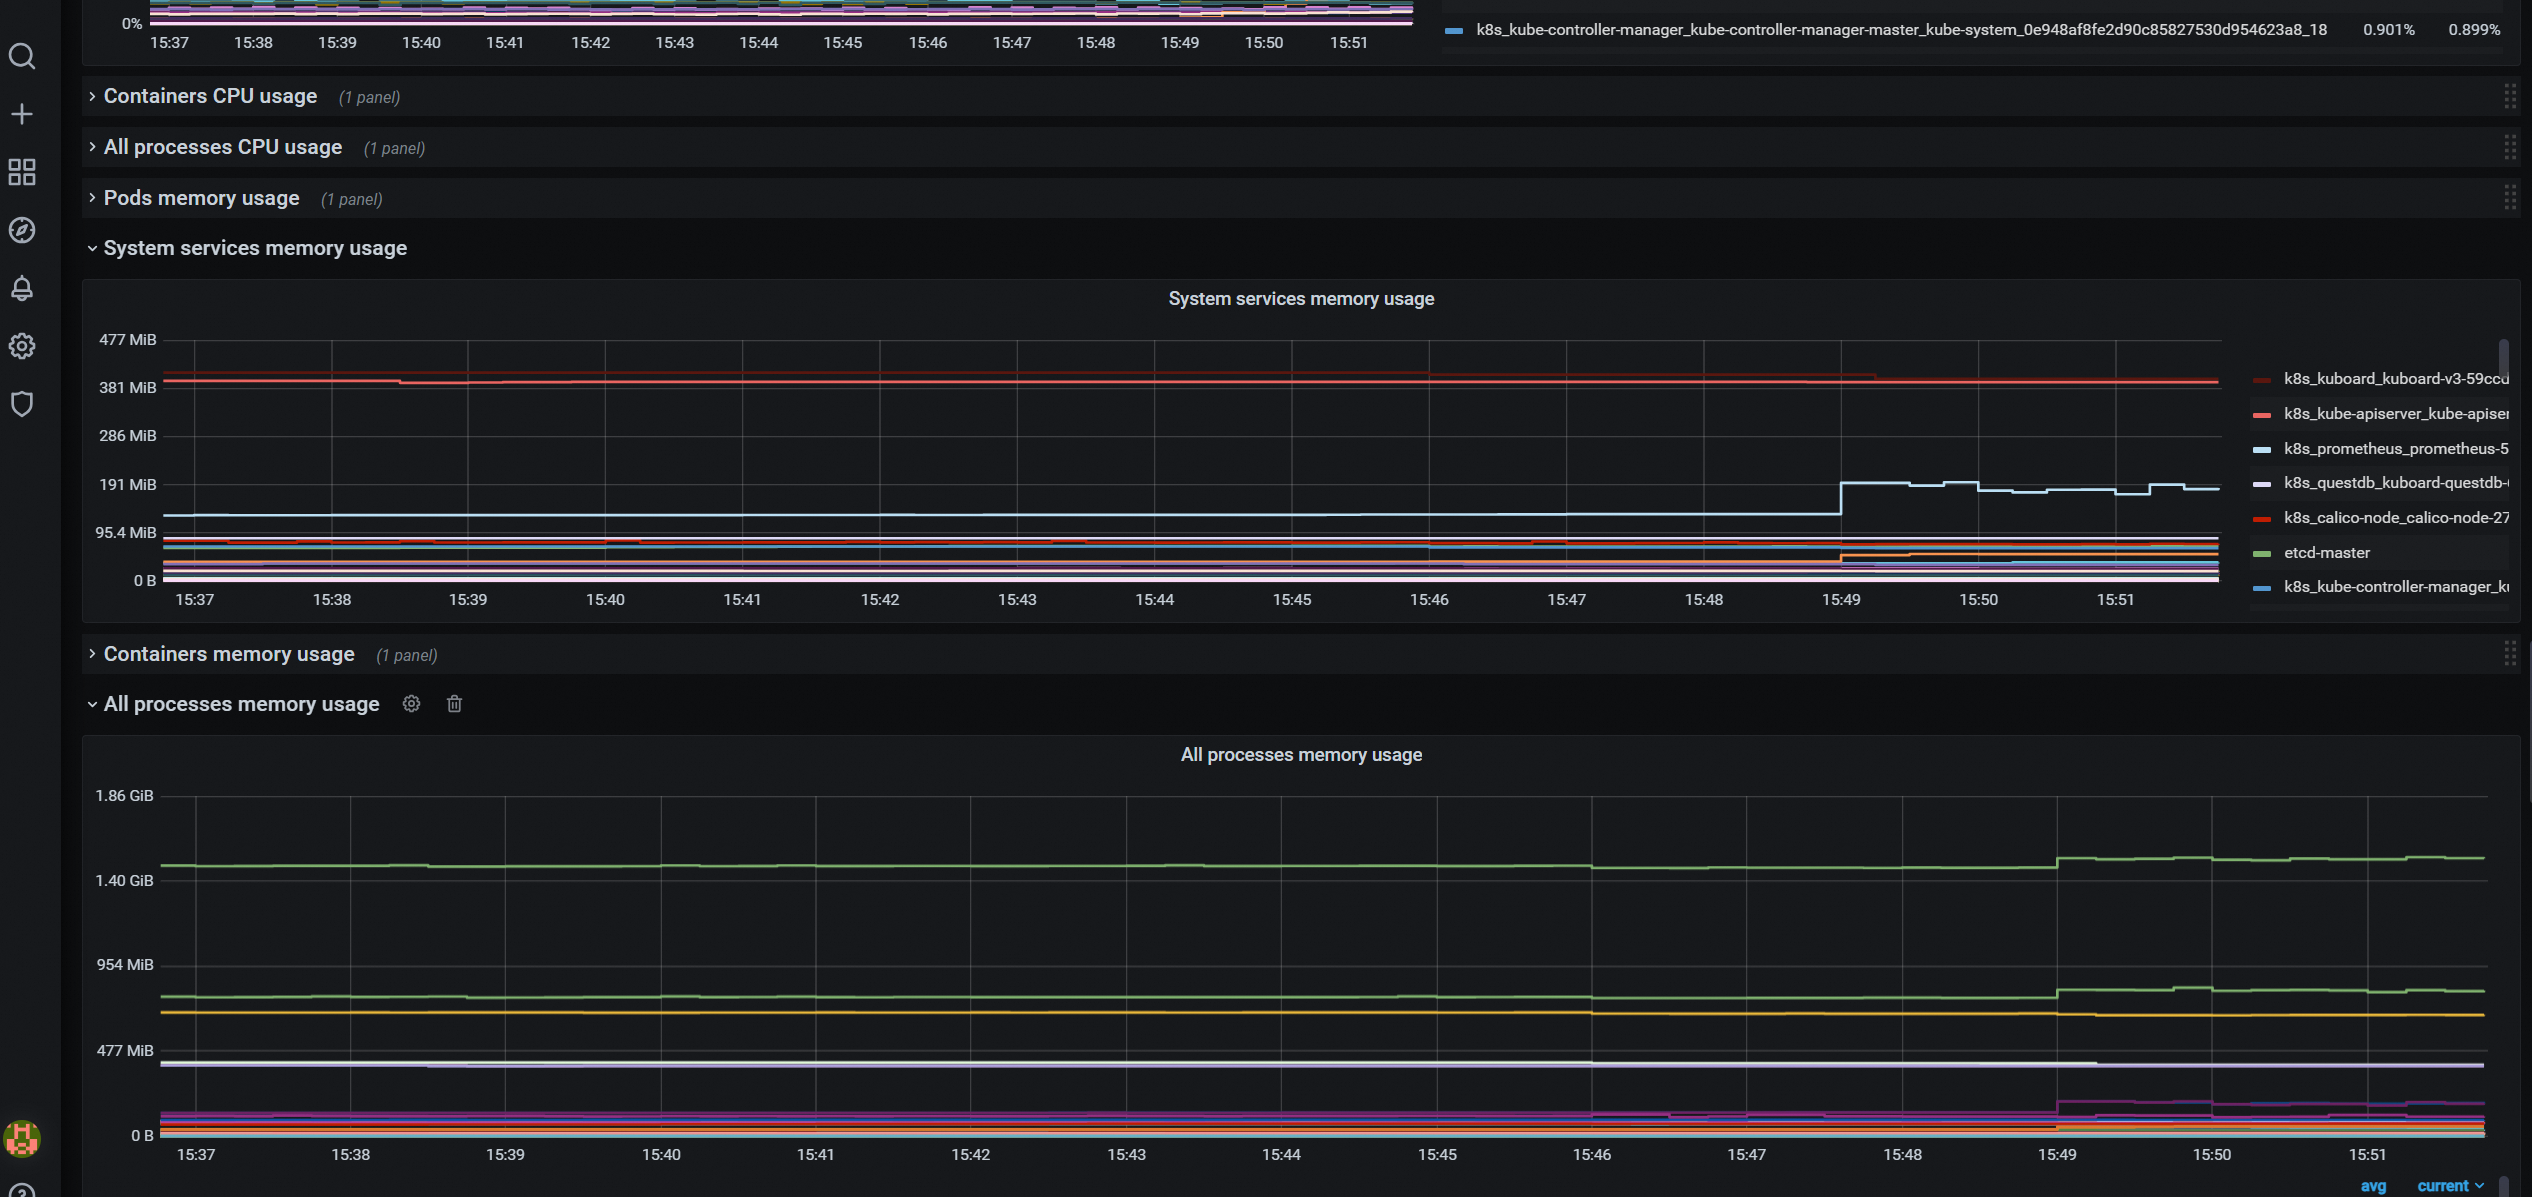 0%
15:37 15:38 15:39 15:40 15:41 15:42 15:43 15:44 15:45 15:46 15:47 15:48 15:49 15:50 15:51
k8s_kube-controller-manager_kube-controller-manager-master_kube-system_0e948af8fe2d90c85827530d954623a8_18 0.901% 0.899%
Containers CPU usage (1 panel)
All processes CPU usage (1 panel)
Pods memory usage (1 panel)
System services memory usage
System services memory usage
477 MiB
381 MiB
286 MiB
191 MiB
95.4 MiB
0 B
15:37 15:38 15:39 15:40 15:41 15:42 15:43 15:44 15:45 15:46 15:47 15:48 15:49 15:50 15:51
k8s_kuboard_kuboard-v3-59ccd
k8s_kube-apiserver_kube-apiser
k8s_prometheus_prometheus-5
k8s_questdb_kuboard-questdb-
k8s_calico-node_calico-node-27
etcd-master
k8s_kube-controller-manager_k
Containers memory usage (1 panel)
All processes memory usage
All processes memory usage
1.86 GiB
1.40 GiB
954 MiB
477 MiB
0 B
15:37 15:38 15:39 15:40 15:41 15:42 15:43 15:44 15:45 15:46 15:47 15:48 15:49 15:50 15:51
avg current